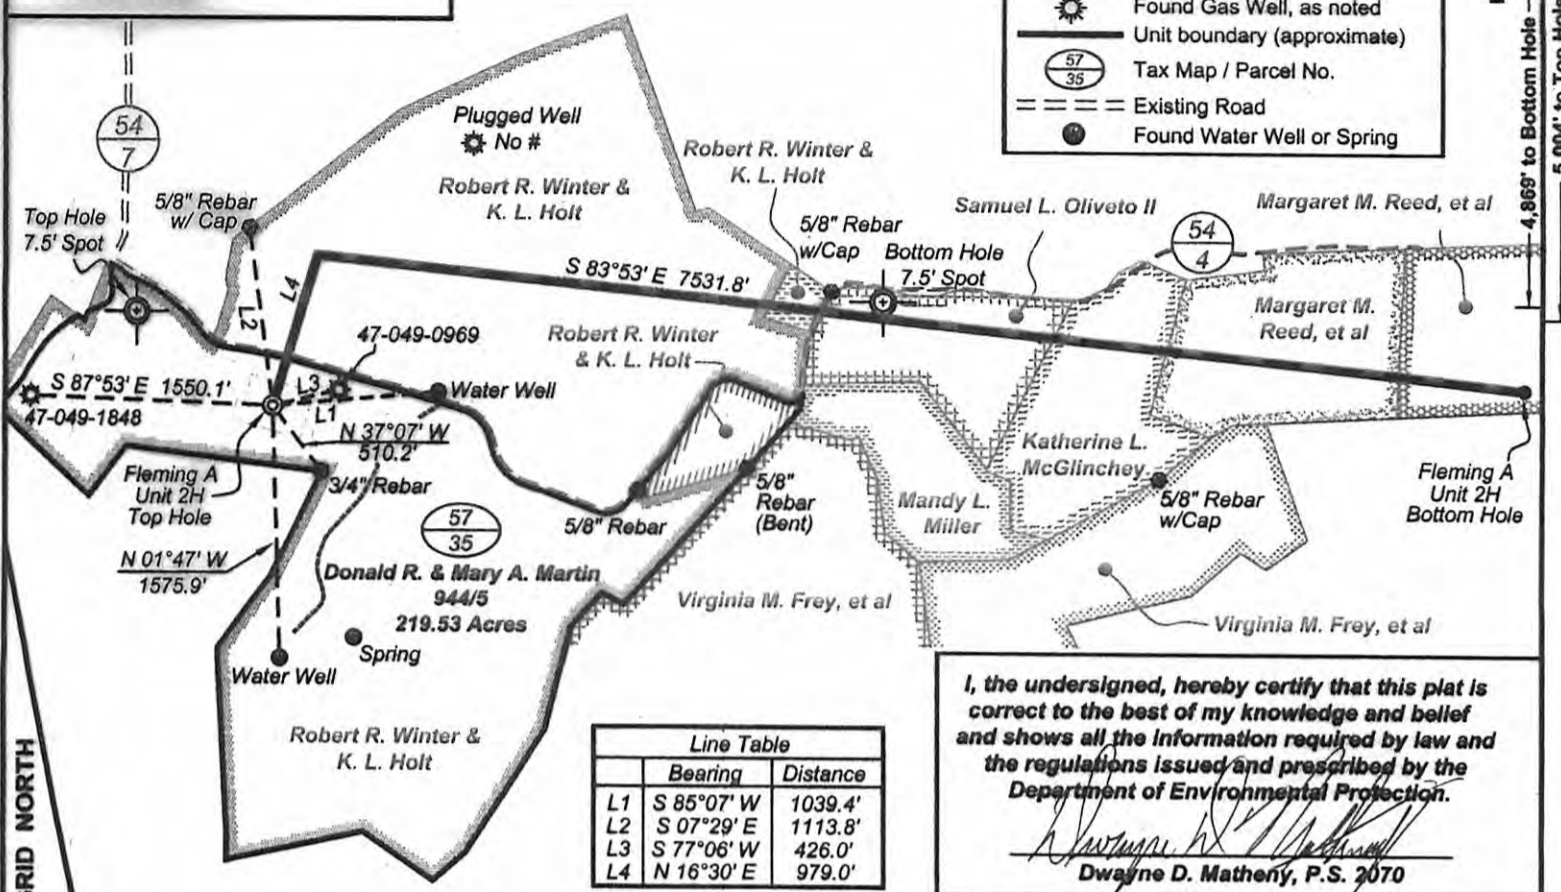 Found Gas Well, as noted
Unit boundary (approximate)
57
35
Tax Map / Parcel No.
Existing Road
Found Water Well or Spring
4,869' to Bottom Hole
to Top Hole
54
7
Plugged Well
No #
Robert R. Winter &
K. L. Holt
Robert R. Winter &
K. L. Holt
5/8" Rebar
w/ Cap
Top Hole
7.5' Spot
5/8" Rebar
w/Cap
Bottom Hole
7.5' Spot
Samuel L. Oliveto II
54
4
Margaret M. Reed, et al
L4
L2
S 83°53' E 7531.8'
Margaret M.
Reed, et al
Robert R. Winter
& K. L. Holt
47-049-0969
S 87°53' E 1550.1'
L3
L1
Water Well
47-049-1848
N 37°07' W
510.2'
Fleming A
Unit 2H
Top Hole
3/4" Rebar
57
35
5/8" Rebar
5/8"
Rebar
(Bent)
Mandy L.
Miller
Katherine L.
McGlinchey
5/8" Rebar
w/Cap
Fleming A
Unit 2H
Bottom Hole
N 01°47' W
1575.9'
Donald R. & Mary A. Martin
944/5
219.53 Acres
Virginia M. Frey, et al
Virginia M. Frey, et al
Spring
Water Well
Robert R. Winter &
K. L. Holt
GRID NORTH
Line Table
Bearing Distance
L1 S 85°07' W 1039.4'
L2 S 07°29' E 1113.8'
L3 S 77°06' W 426.0'
L4 N 16°30' E 979.0'
I, the undersigned, hereby certify that this plat is
correct to the best of my knowledge and belief
and shows all the information required by law and
the regulations issued and prescribed by the
Department of Environmental Protection.
Dwayne D. Matheny
Dwayne D. Matheny, P.S. 2070